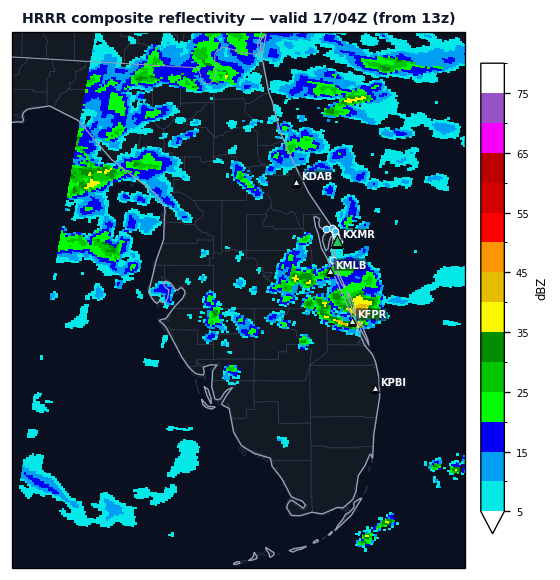 HRRR composite reflectivity — valid 17/04Z (from 13z)
75
65
KDAB
55
KXMR
KMLB
45
dBZ
KFPR
35
KPBI
25
15
5